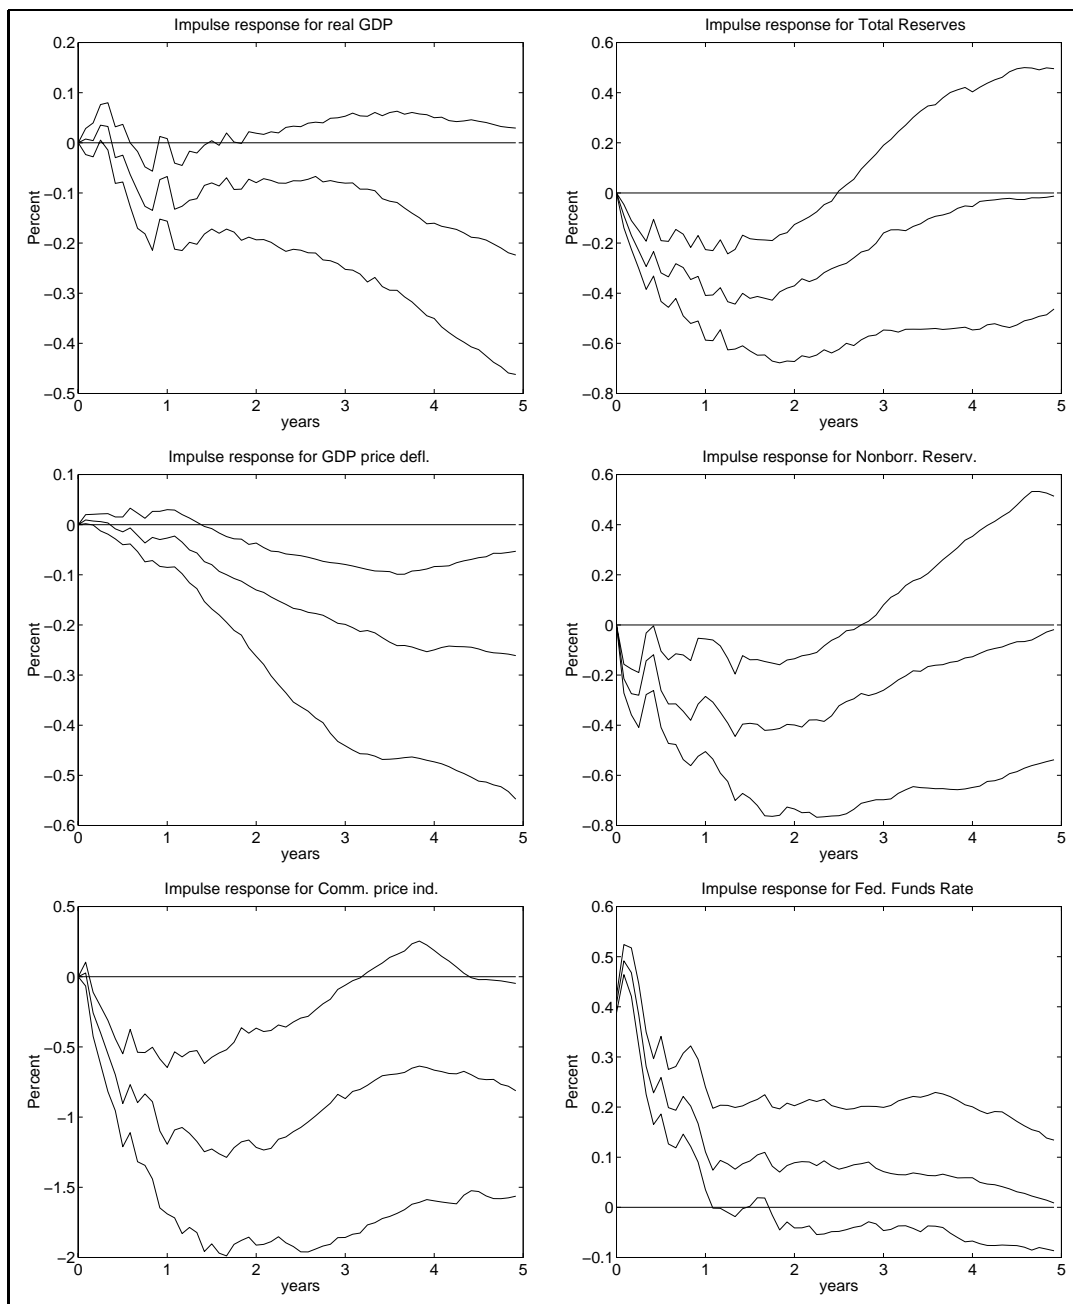 Impulse response for real GDP
0.2
0.1
0
−0.1
−0.2
−0.3
−0.4
−0.5
Percent
0 1 2 3 4 5
years
Impulse response for Total Reserves
0.6
0.4
0.2
0
−0.2
−0.4
−0.6
−0.8
Percent
0 1 2 3 4 5
years
Impulse response for GDP price defl.
0.1
0
−0.1
−0.2
−0.3
−0.4
−0.5
−0.6
Percent
0 1 2 3 4 5
years
Impulse response for Nonborr. Reserv.
0.6
0.4
0.2
0
−0.2
−0.4
−0.6
−0.8
Percent
0 1 2 3 4 5
years
Impulse response for Comm. price ind.
0.5
0
−0.5
−1
−1.5
−2
Percent
0 1 2 3 4 5
years
Impulse response for Fed. Funds Rate
0.6
0.5
0.4
0.3
0.2
0.1
0
−0.1
Percent
0 1 2 3 4 5
years